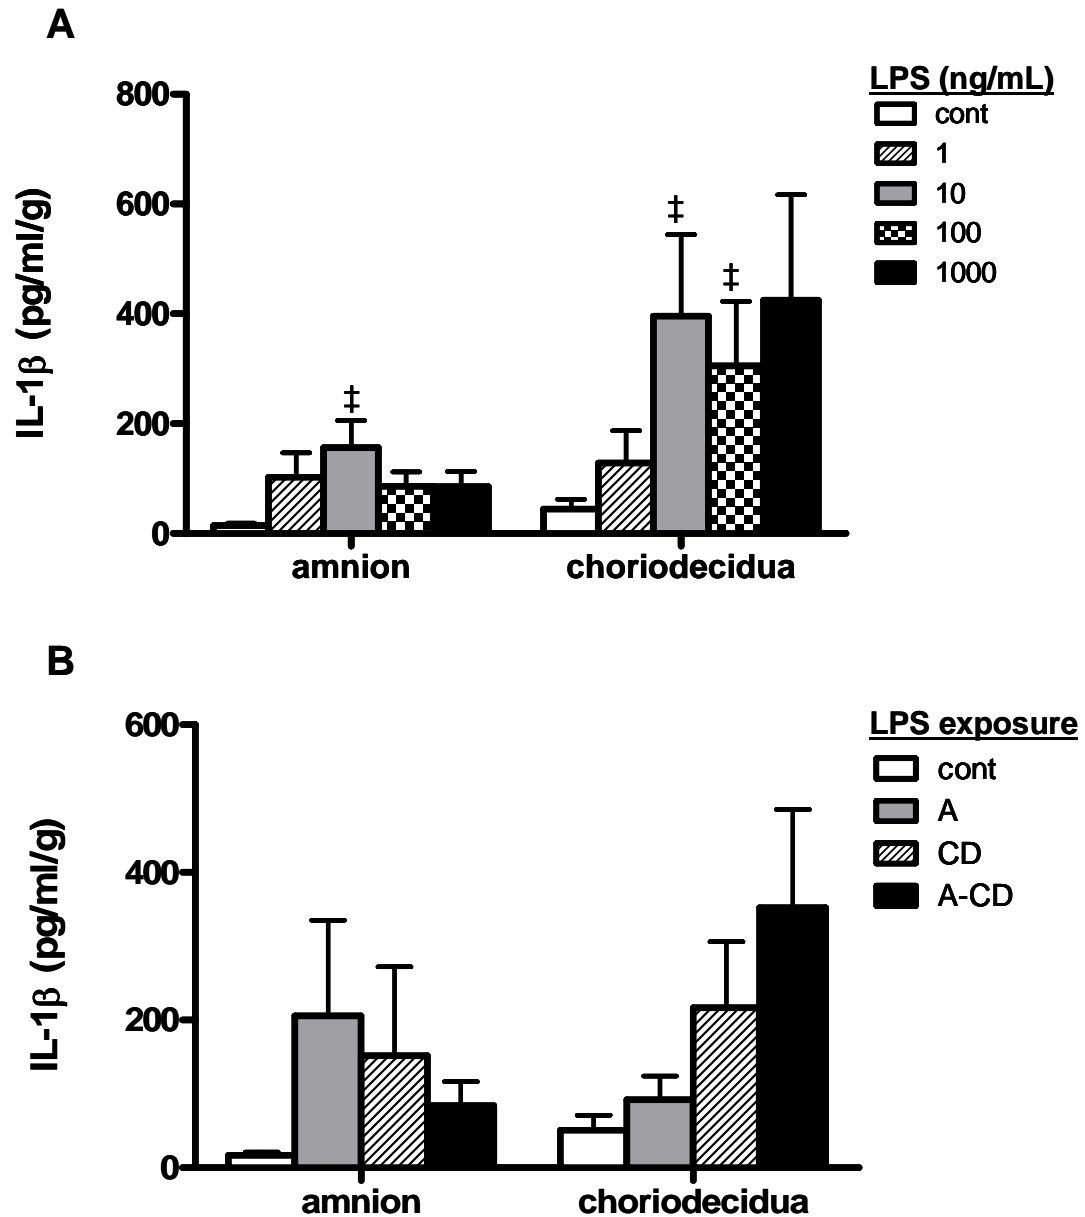 A
LPS (ng/mL)
cont
1
10
100
1000
IL-1β (pg/ml/g)
800
600
400
200
0
‡
‡
‡
amnion
choriodecidua
B
LPS exposure
cont
A
CD
A-CD
IL-1β (pg/ml/g)
600
400
200
0
amnion
choriodecidua